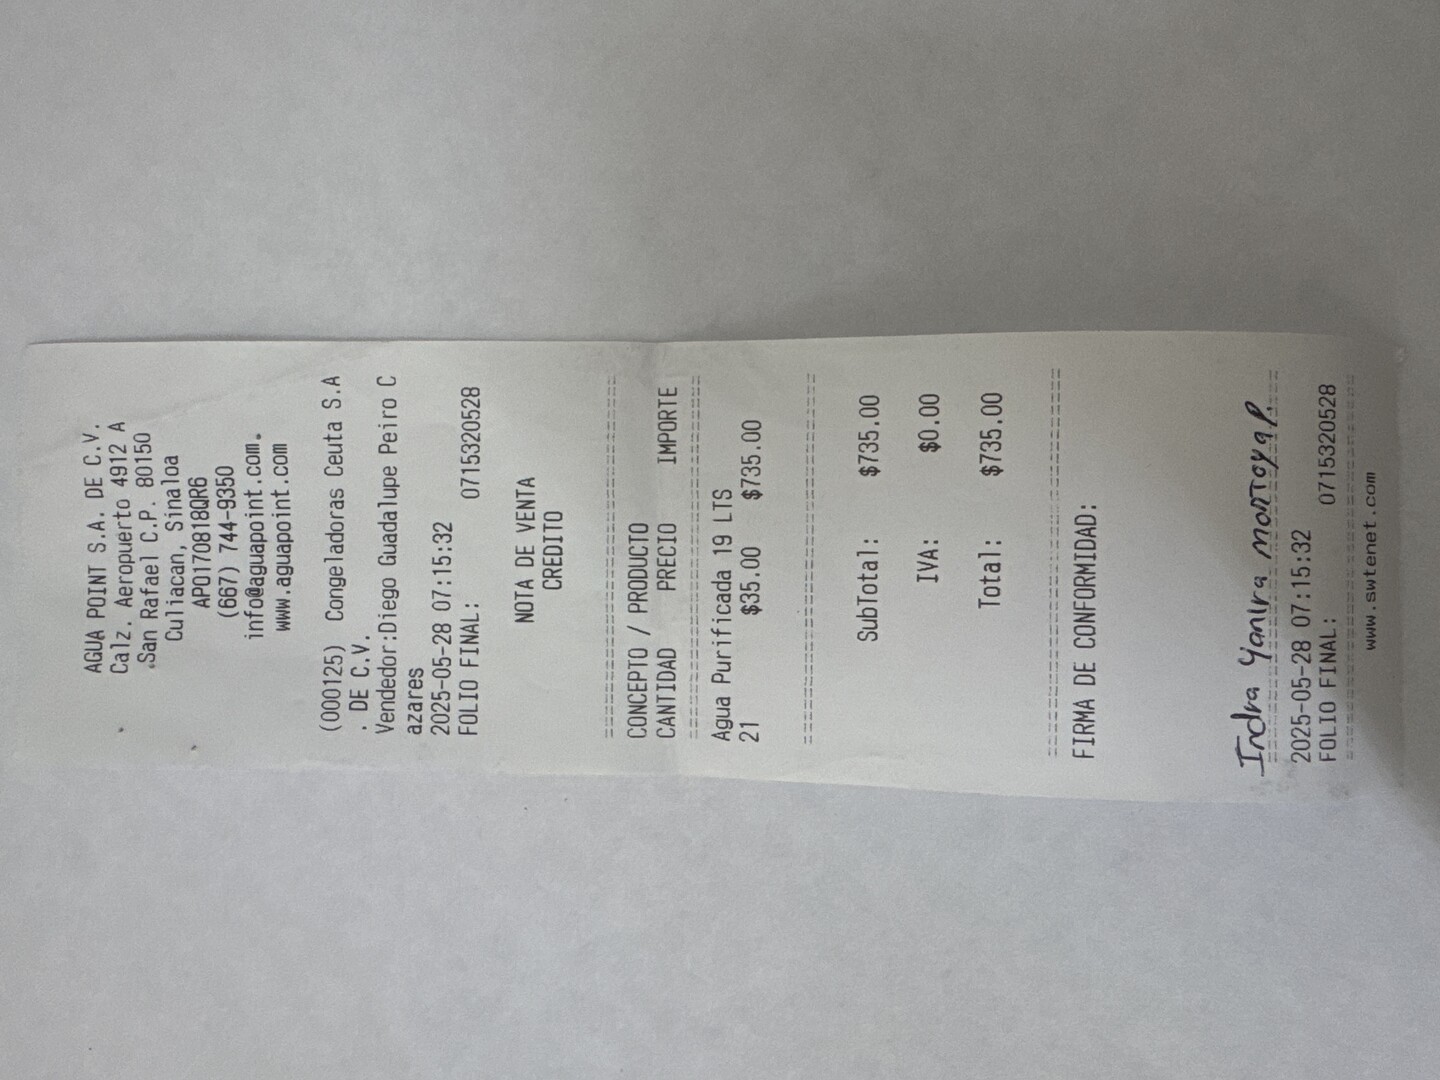 AGUA POINT S.A. DE C.V.
Calz. Aeropuerto 4912 A
San Rafael C.P. 80150
Culiacan, Sinaloa
APO170818QR6
(667) 744-9350
info@aguapoint.com.
www.aguapoint.com
(000125) Congeladoras Ceuta S.A
. DE C.V.
Vendedor:Diego Guadalupe Peiro C
azares
2025-05-28 07:15:32
FOLIO FINAL: 0715320528
NOTA DE VENTA
CREDITO
================================
CONCEPTO / PRODUCTO
CANTIDAD PRECIO IMPORTE
================================
Agua Purificada 19 LTS
21 $35.00 $735.00
================================
SubTotal: $735.00
IVA: $0.00
Total: $735.00
================================
FIRMA DE CONFORMIDAD:
Indra Yanira Montoya P.
================================
2025-05-28 07:15:32
FOLIO FINAL: 0715320528
================================
www.swtenet.com